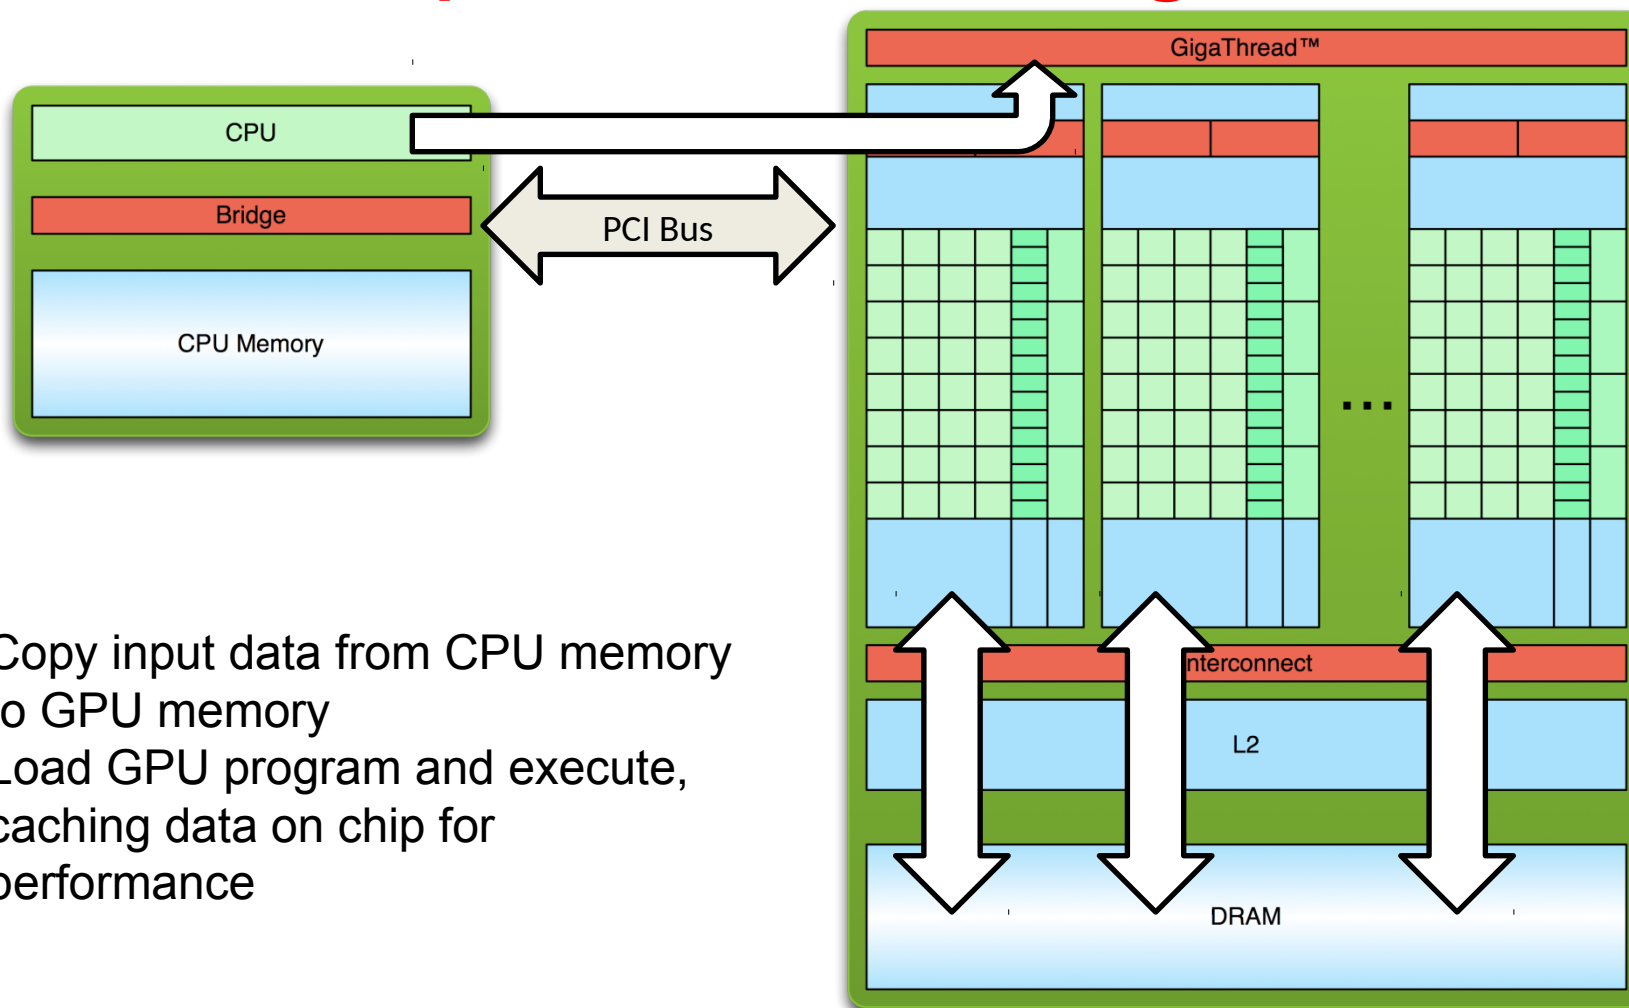 GigaThread™
CPU
Bridge
PCI Bus
CPU Memory
Copy input data from CPU memory
to GPU memory
Load GPU program and execute,
caching data on chip for
performance
...
nterconnect
L2
DRAM